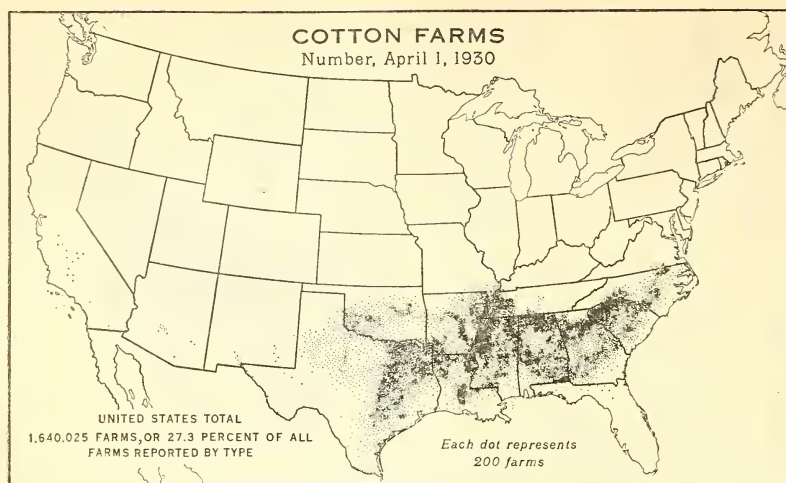 COTTON FARMS
Number, April 1, 1930
UNITED STATES TOTAL
1,640.025 FARMS, OR 27.3 PERCENT OF ALL
FARMS REPORTED BY TYPE
Each dot represents
200 farms